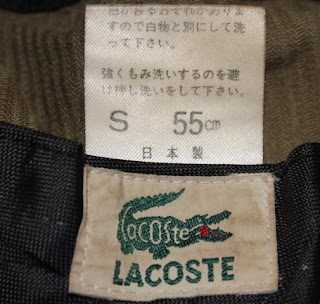 ますので白物と別にして洗
って下さい。
強くもみ洗いするのを避
け押し洗いをして下さい。
S 55cm
日本製
LaCOSTe
LACOSTE